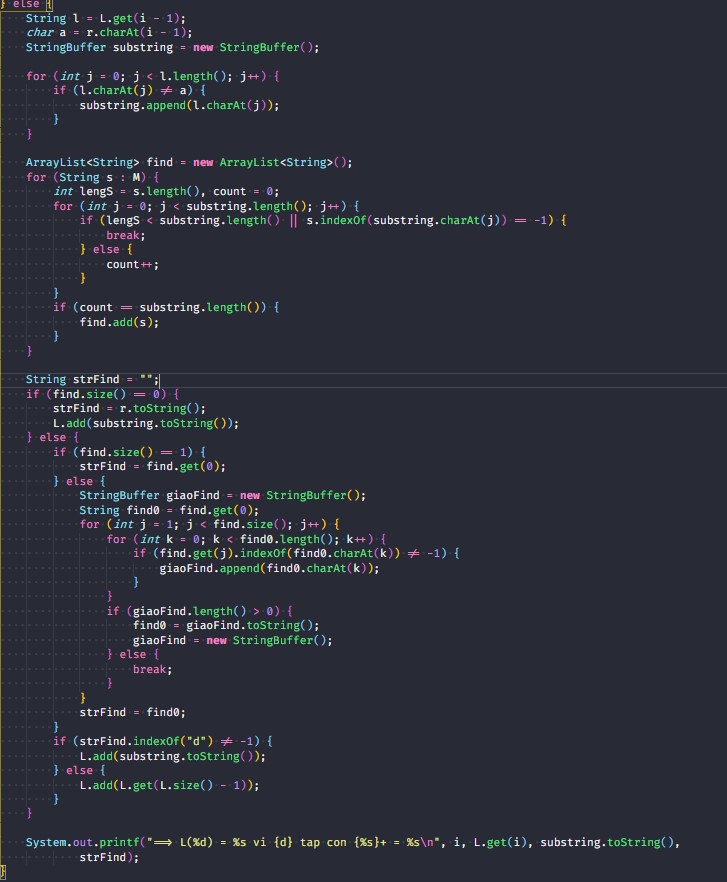 } else {
    String l = L.get(i - 1);
    char a = r.charAt(i - 1);
    StringBuffer substring = new StringBuffer();

    for (int j = 0; j < l.length(); j++) {
        if (l.charAt(j) ≠ a) {
            substring.append(l.charAt(j));
        }
    }

    ArrayList<String> find = new ArrayList<String>();
    for (String s : M) {
        int lengS = s.length(), count = 0;
        for (int j = 0; j < substring.length(); j++) {
            if (lengS < substring.length() || s.indexOf(substring.charAt(j)) == -1) {
                break;
            } else {
                count++;
            }
        }
        if (count == substring.length()) {
            find.add(s);
        }
    }

    String strFind = "";
    if (find.size() == 0) {
        strFind = r.toString();
        L.add(substring.toString());
    } else {
        if (find.size() == 1) {
            strFind = find.get(0);
        } else {
            StringBuffer giaoFind = new StringBuffer();
            String find0 = find.get(0);
            for (int j = 1; j < find.size(); j++) {
                for (int k = 0; k < find0.length(); k++) {
                    if (find.get(j).indexOf(find0.charAt(k)) ≠ -1) {
                        giaoFind.append(find0.charAt(k));
                    }
                }
                if (giaoFind.length() > 0) {
                    find0 = giaoFind.toString();
                    giaoFind = new StringBuffer();
                } else {
                    break;
                }
            }
            strFind = find0;
        }
        if (strFind.indexOf("d") ≠ -1) {
            L.add(substring.toString());
        } else {
            L.add(L.get(L.size() - 1));
        }
    }

    System.out.printf("⟹ L(%d) = %s vi {d} tap con {%s}+ = %s\n", i, L.get(i), substring.toString(),
            strFind);
}